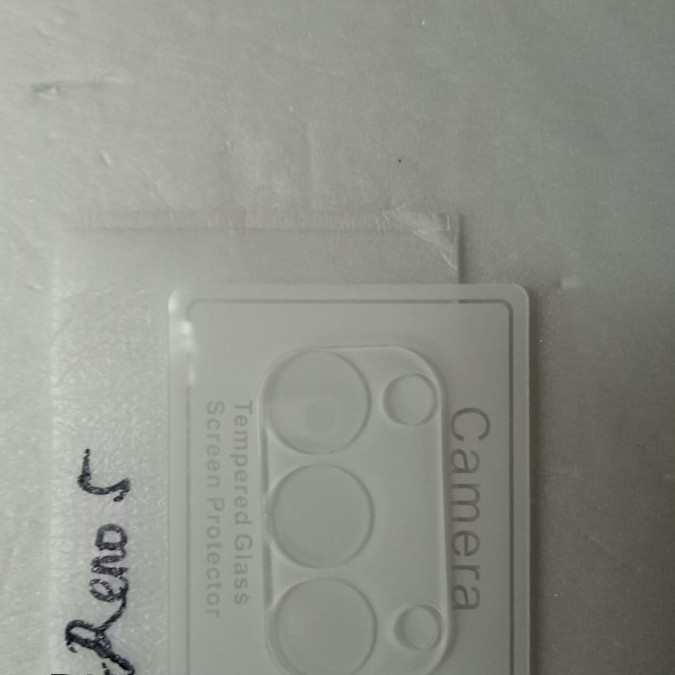 Camera
Tempered Glass
Screen Protector
Reno 5